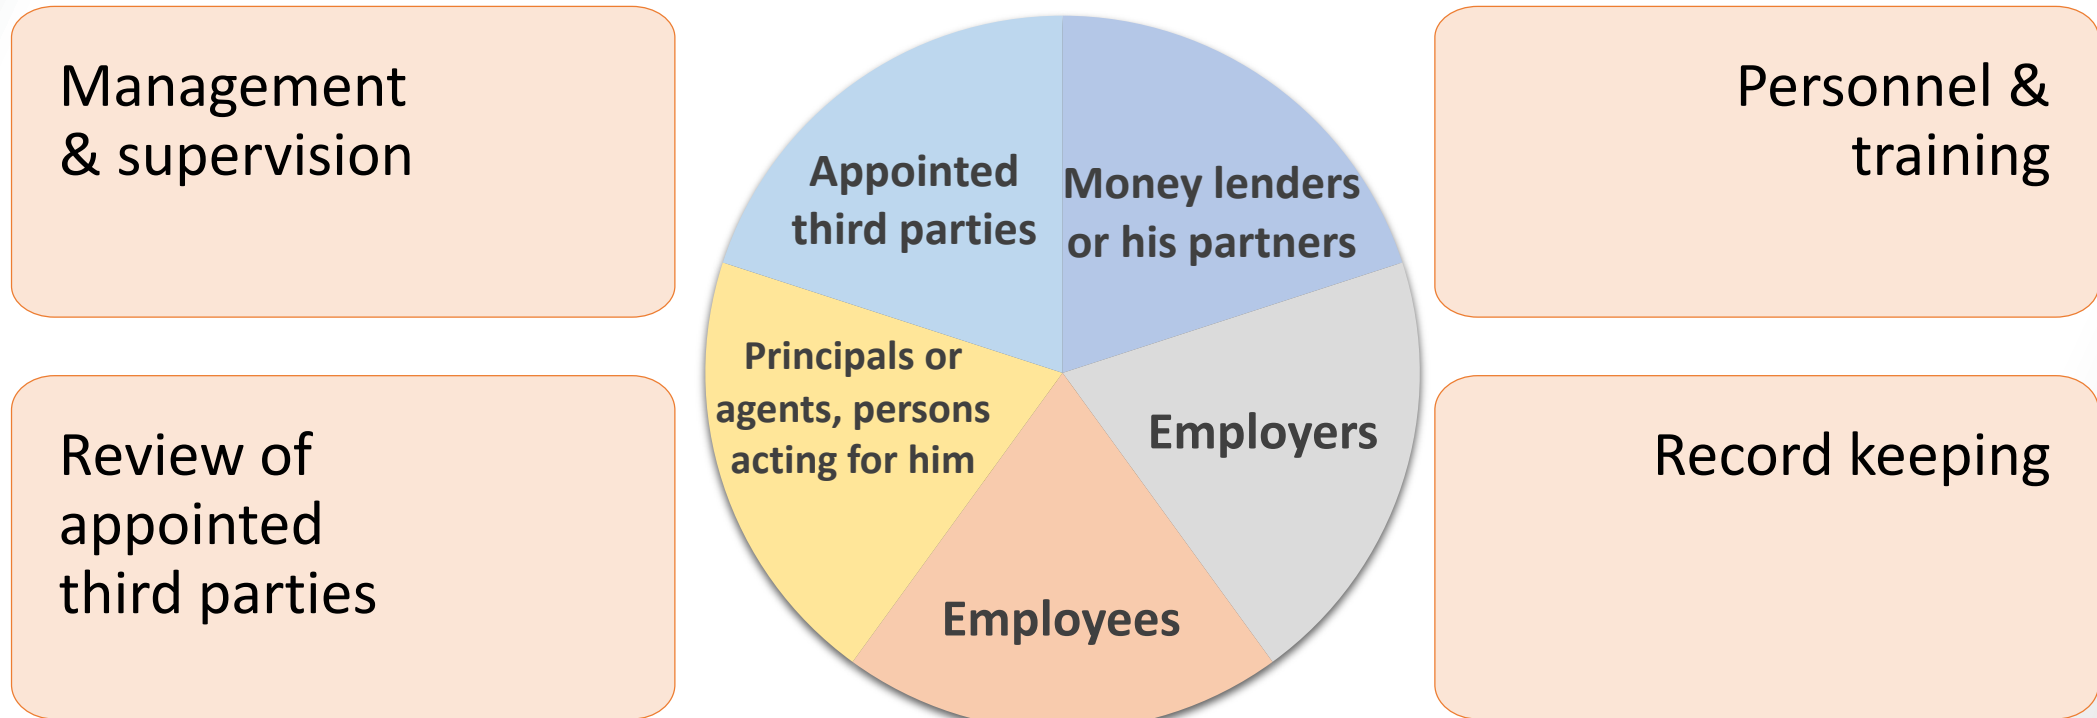 Management
& supervision
Personnel &
training
Appointed
third parties
Money lenders
or his partners
Principals or
agents, persons
acting for him
Employers
Employees
Review of
appointed
third parties
Record keeping